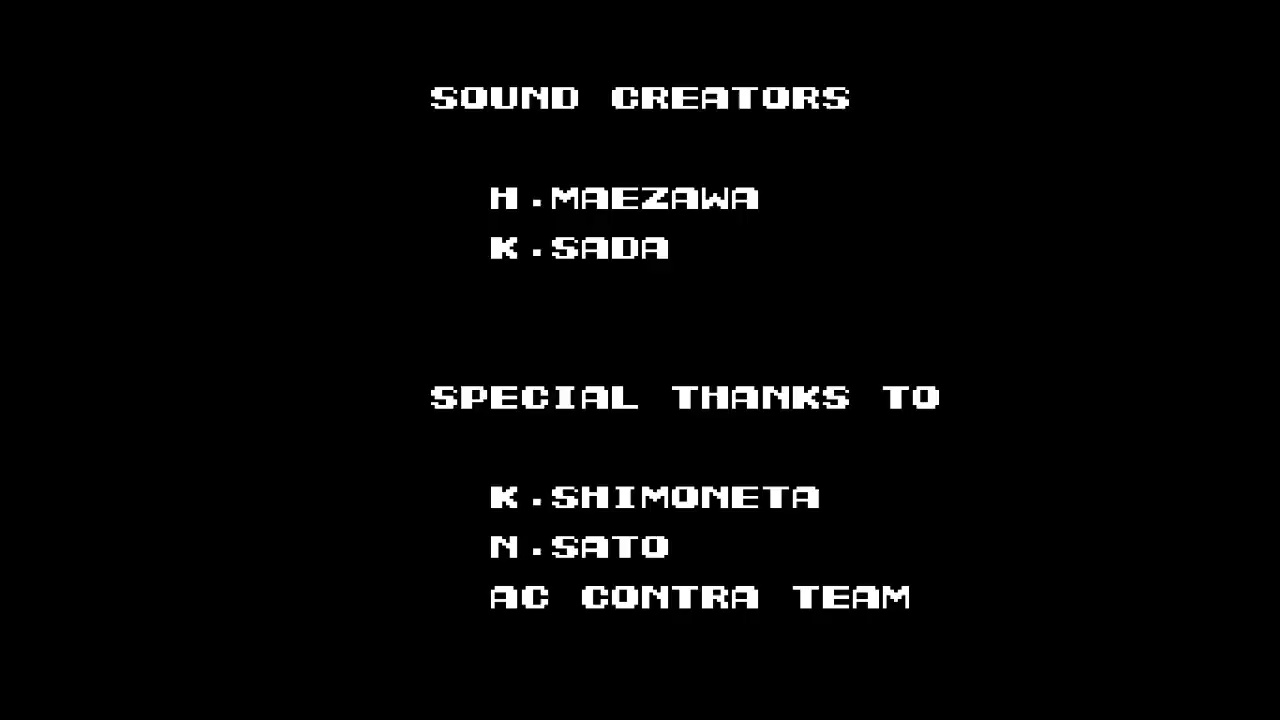 SOUND CREATORS
H.MAEZAWA
K.SADA
SPECIAL THANKS TO
K.SHIMONETA
N.SATO
AC CONTRA TEAM